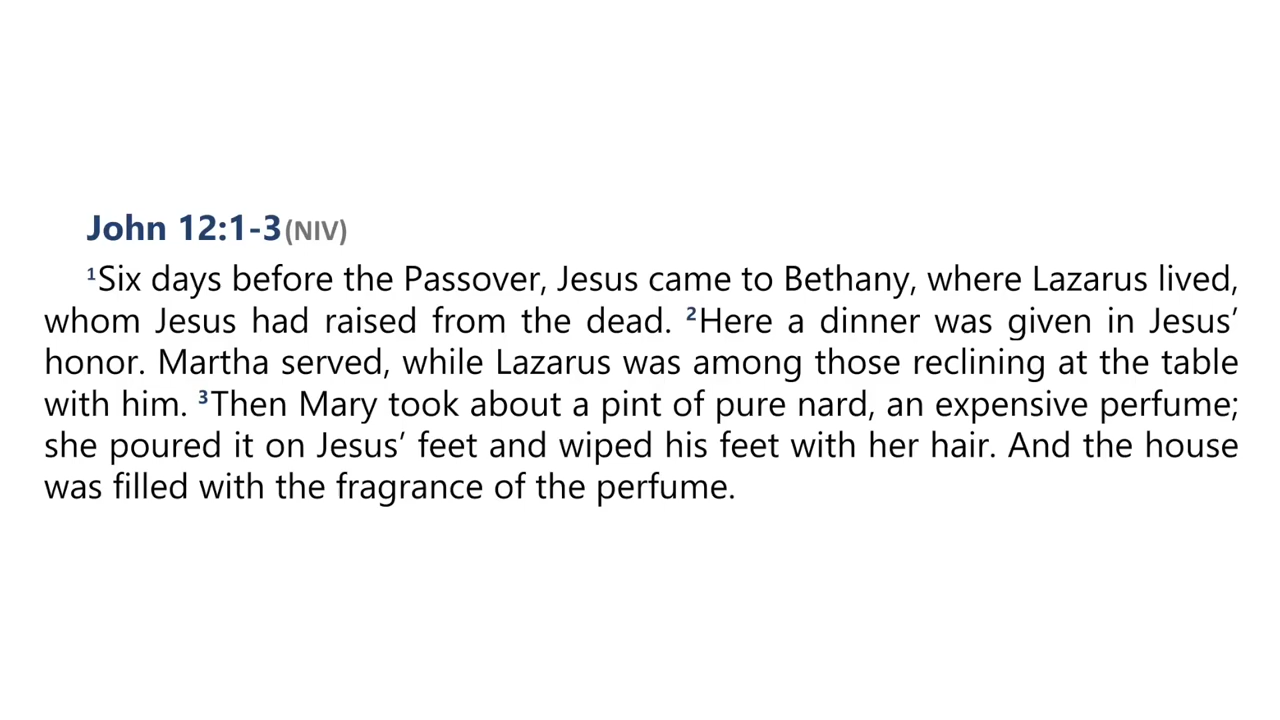 John 12:1-3(NIV)
¹Six days before the Passover, Jesus came to Bethany, where Lazarus lived,
whom Jesus had raised from the dead. ²Here a dinner was given in Jesus’
honor. Martha served, while Lazarus was among those reclining at the table
with him. ³Then Mary took about a pint of pure nard, an expensive perfume;
she poured it on Jesus’ feet and wiped his feet with her hair. And the house
was filled with the fragrance of the perfume.